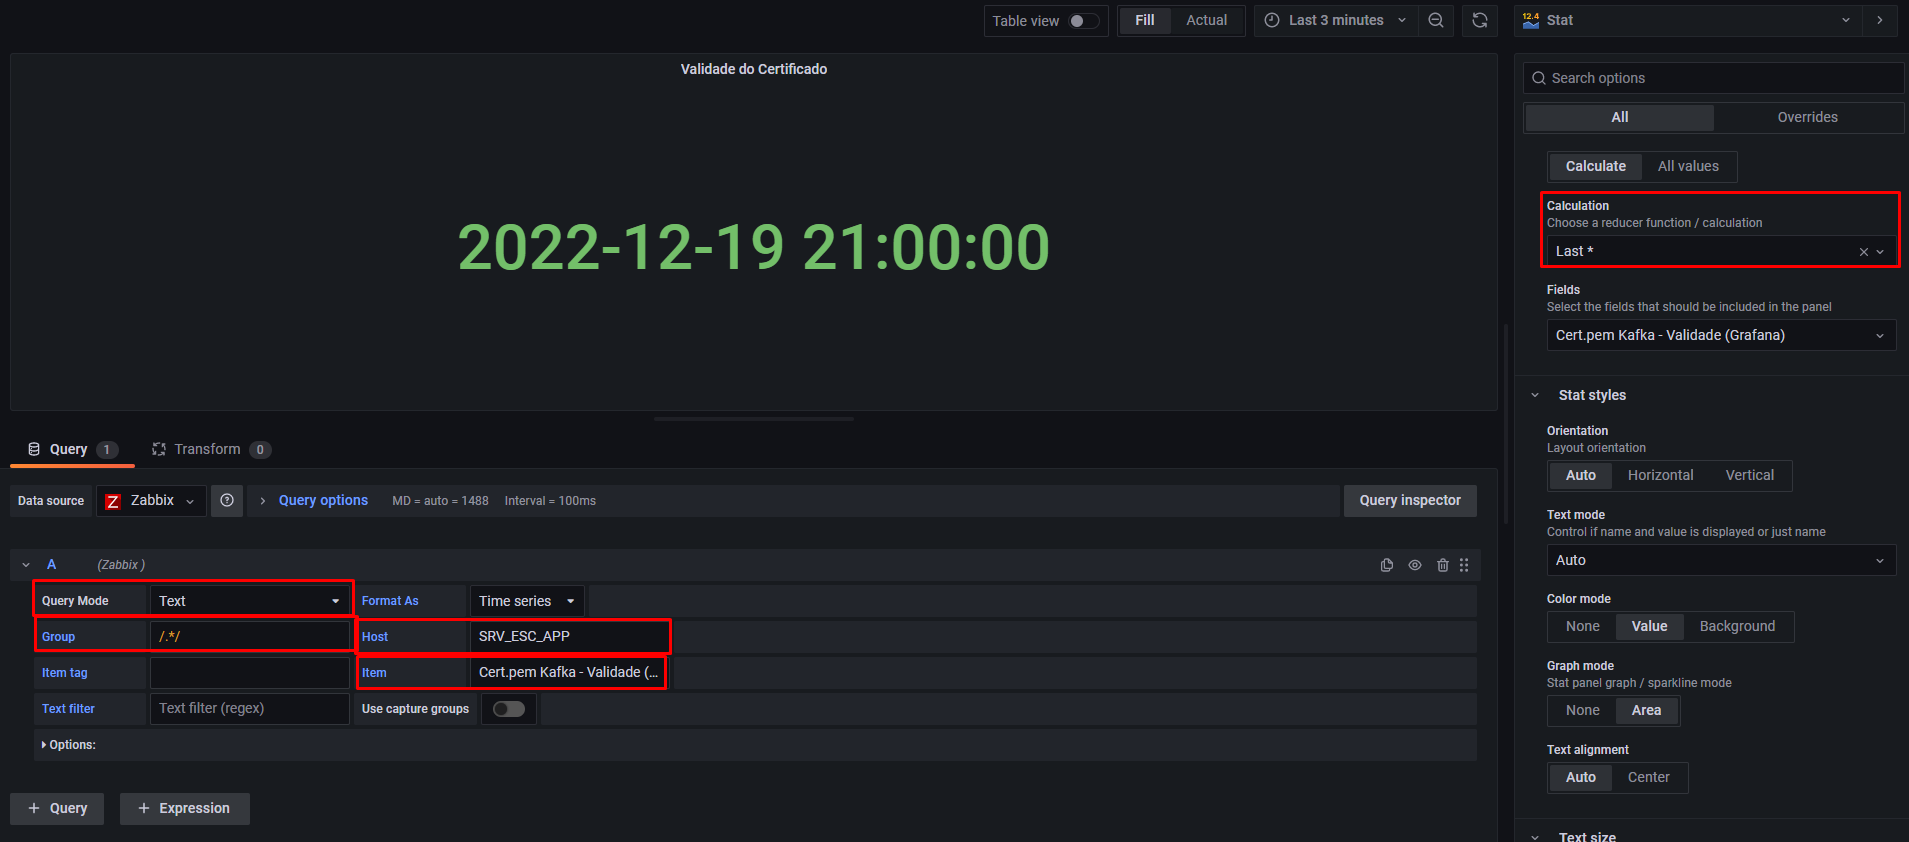 Table view Fill Actual Last 3 minutes 12.4 Stat
Validade do Certificado
2022-12-19 21:00:00
Search options
All Overrides
Calculate All values
Calculation
Choose a reducer function / calculation
Last *
Fields
Select the fields that should be included in the panel
Cert.pem Kafka - Validade (Grafana)
Stat styles
Orientation
Layout orientation
Auto Horizontal Vertical
Text mode
Control if name and value is displayed or just name
Auto
Color mode
None Value Background
Graph mode
Stat panel graph / sparkline mode
None Area
Text alignment
Auto Center
Text size
Query 1 Transform 0
Data source Z Zabbix Query options MD = auto = 1488 Interval = 100ms Query inspector
A (Zabbix )
Query Mode Text Format As Time series
Group /.*/ Host SRV_ESC_APP
Item tag Item Cert.pem Kafka - Validade (...
Text filter Text filter (regex) Use capture groups
Options:
+ Query + Expression